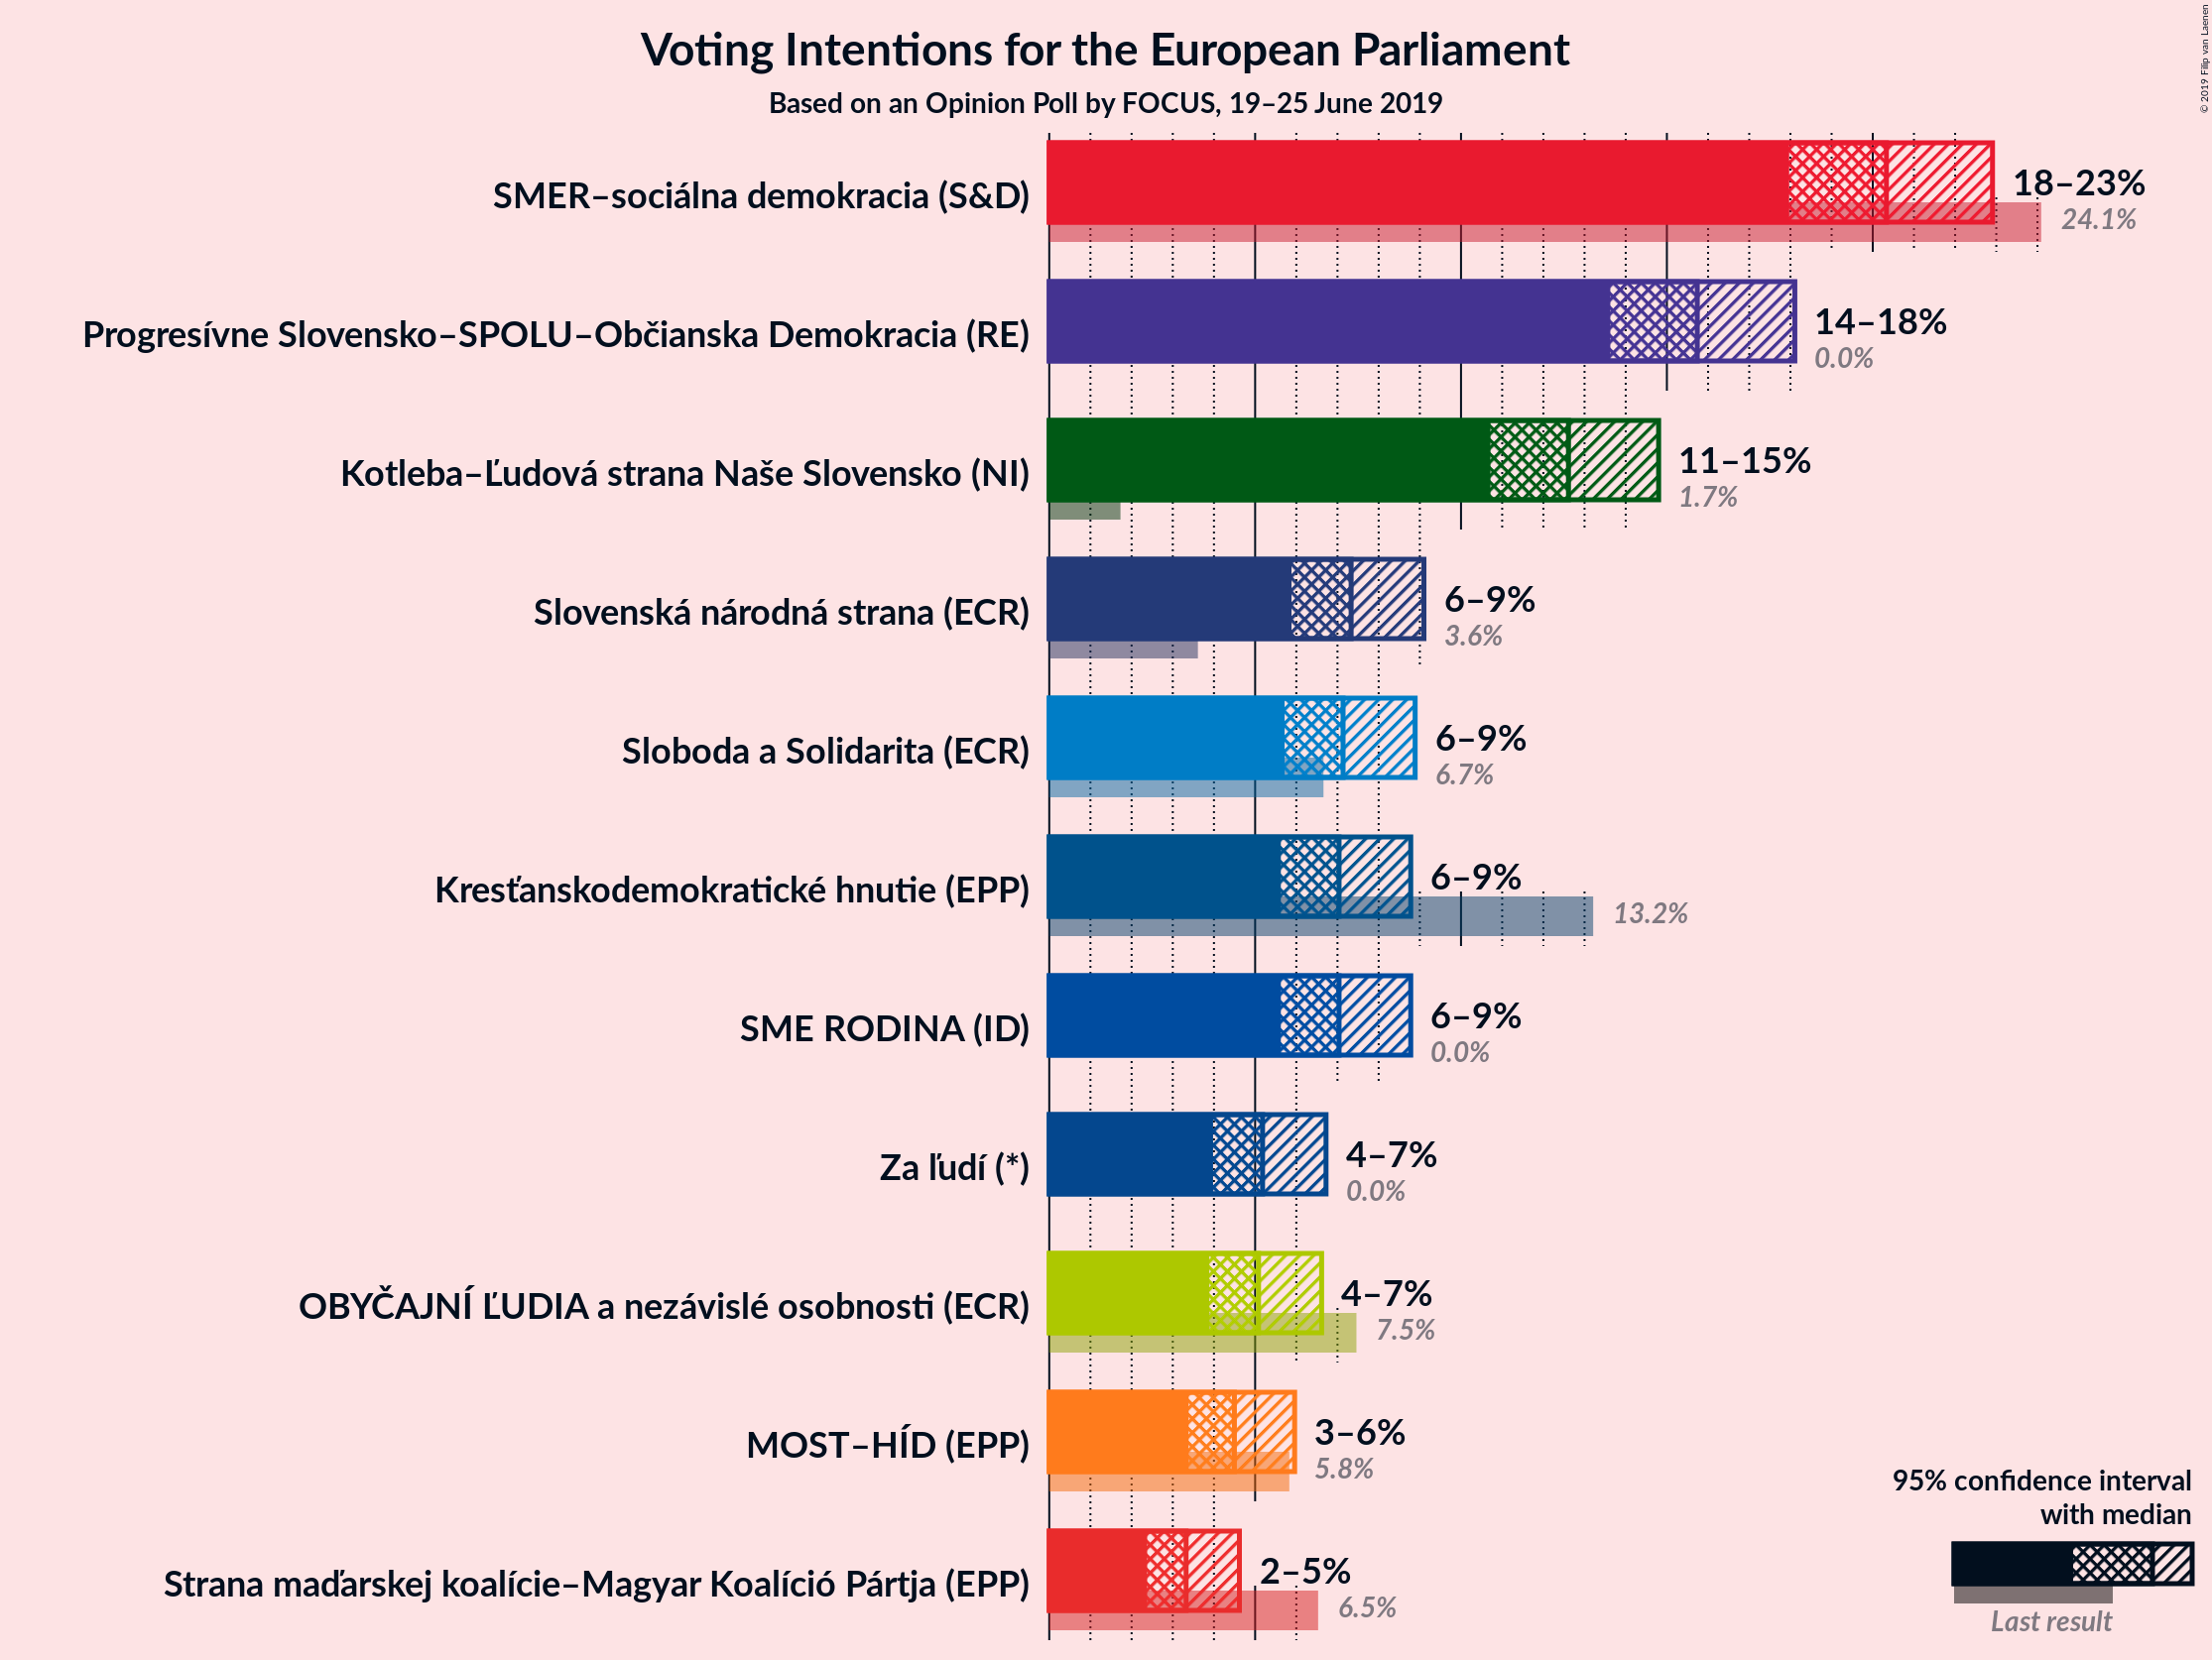 Voting Intentions for the European Parliament
Based on an Opinion Poll by FOCUS, 19–25 June 2019
© 2019 Filip van Laenen
SMER–sociálna demokracia (S&D)
18–23%
24.1%
Progresívne Slovensko–SPOLU–Občianska Demokracia (RE)
14–18%
0.0%
Kotleba–Ľudová strana Naše Slovensko (NI)
11–15%
1.7%
Slovenská národná strana (ECR)
6–9%
3.6%
Sloboda a Solidarita (ECR)
6–9%
6.7%
Kresťanskodemokratické hnutie (EPP)
6–9%
13.2%
SME RODINA (ID)
6–9%
0.0%
Za ľudí (*)
4–7%
0.0%
OBYČAJNÍ ĽUDIA a nezávislé osobnosti (ECR)
4–7%
7.5%
MOST–HÍD (EPP)
3–6%
5.8%
Strana maďarskej koalície–Magyar Koalíció Pártja (EPP)
2–5%
6.5%
95% confidence interval
with median
Last result